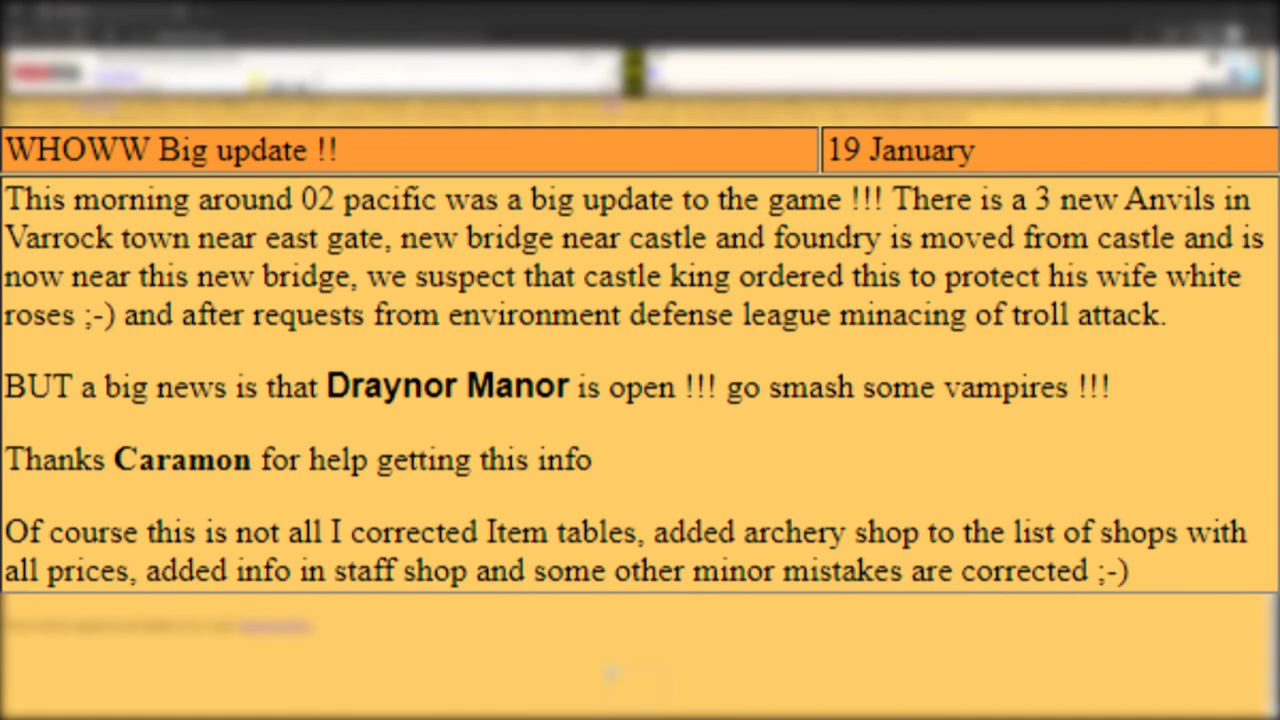 WHOWW Big update !!
19 January
This morning around 02 pacific was a big update to the game !!! There is a 3 new Anvils in
Varrock town near east gate, new bridge near castle and foundry is moved from castle and is
now near this new bridge, we suspect that castle king ordered this to protect his wife white
roses ;-) and after requests from environment defense league minacing of troll attack.
BUT a big news is that Draynor Manor is open !!! go smash some vampires !!!
Thanks Caramon for help getting this info
Of course this is not all I corrected Item tables, added archery shop to the list of shops with
all prices, added info in staff shop and some other minor mistakes are corrected ;-)